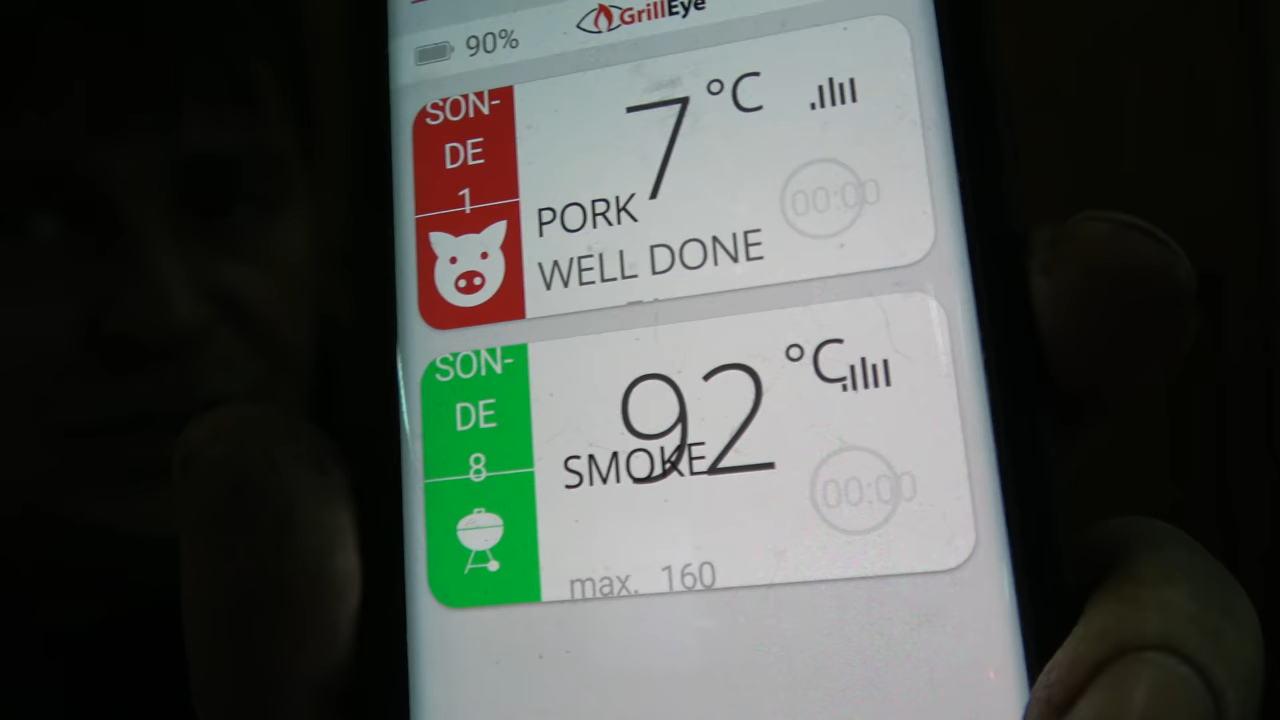 GrillEye
90%
SON-
DE
1
7 °C
00:00
PORK
WELL DONE
SON-
DE
8
92 °C
SMOKE
00:00
max. 160